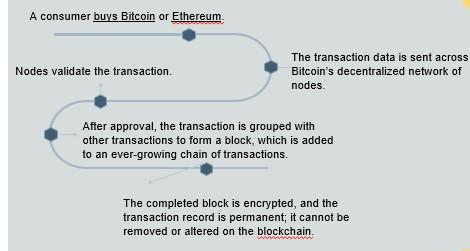 A consumer buys Bitcoin or Ethereum.
The transaction data is sent across
Bitcoin's decentralized network of
nodes.
Nodes validate the transaction.
After approval, the transaction is grouped with
other transactions to form a block, which is added
to an ever-growing chain of transactions.
The completed block is encrypted, and the
transaction record is permanent; it cannot be
removed or altered on the blockchain.